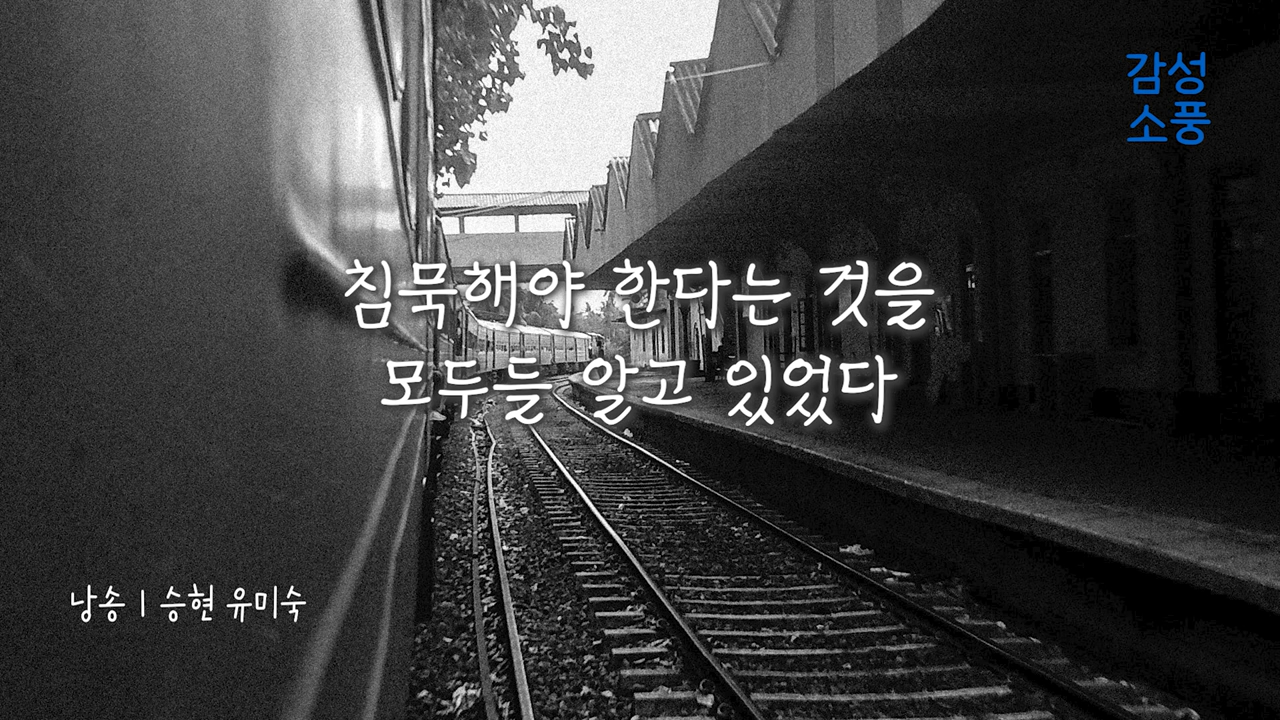 감성
소풍
침묵해야 한다는 것을
모두들 알고 있었다
낭송 | 승현 유미숙